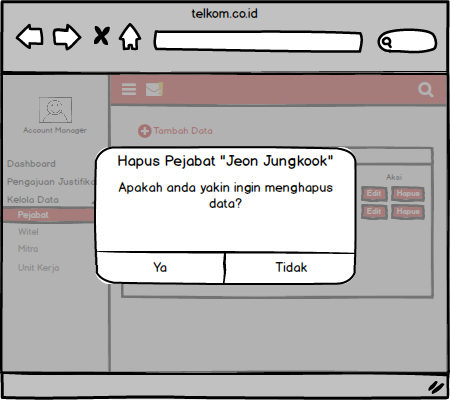 telkom.co.id
Account Manager
Tambah Data
Dashboard
Pengajuan Justifika
Kelola Data
Pejabat
Witel
Mitra
Unit Kerja
Aksi
Edit Hapus
Edit Hapus
Hapus Pejabat "Jeon Jungkook"
Apakah anda yakin ingin menghapus
data?
Ya Tidak